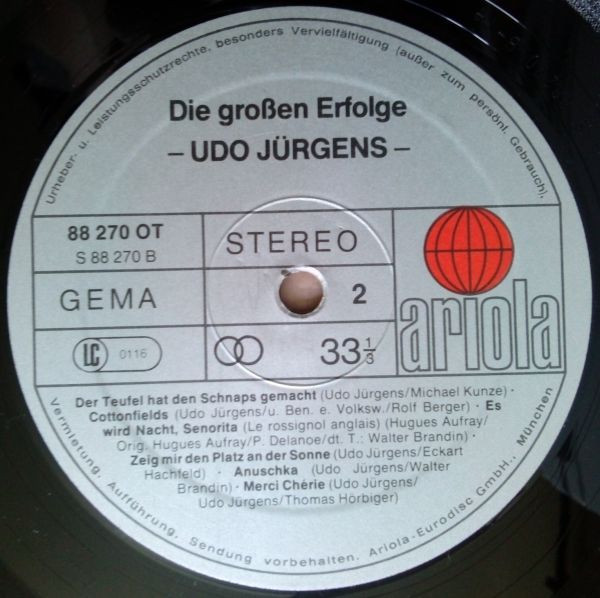 Urheber- u. Leistungsschutzrechte, besonders Vervielfältigung (außer zum persönl. Gebrauch),
Die großen Erfolge
– UDO JÜRGENS –
88 270 OT
S 88 270 B
STEREO
GEMA
2
ariola
LC 0116
33 1/3
Der Teufel hat den Schnaps gemacht (Udo Jürgens/Michael Kunze) ·
Cottonfields (Udo Jürgens/u. Ben. e. Volksw./Rolf Berger) · Es
wird Nacht, Senorita (Le rossignol anglais) (Hugues Aufray/
Orig. Hugues Aufray/P. Delanoe/dt. T.: Walter Brandin) ·
Zeig mir den Platz an der Sonne (Udo Jürgens/Eckart
Hachfeld) · Anuschka (Udo Jürgens/Walter
Brandin) · Merci Chérie (Udo Jürgens/
Udo Jürgens/Thomas Hörbiger)
Vermietung, Aufführung, Sendung vorbehalten. Ariola-Eurodisc GmbH., München